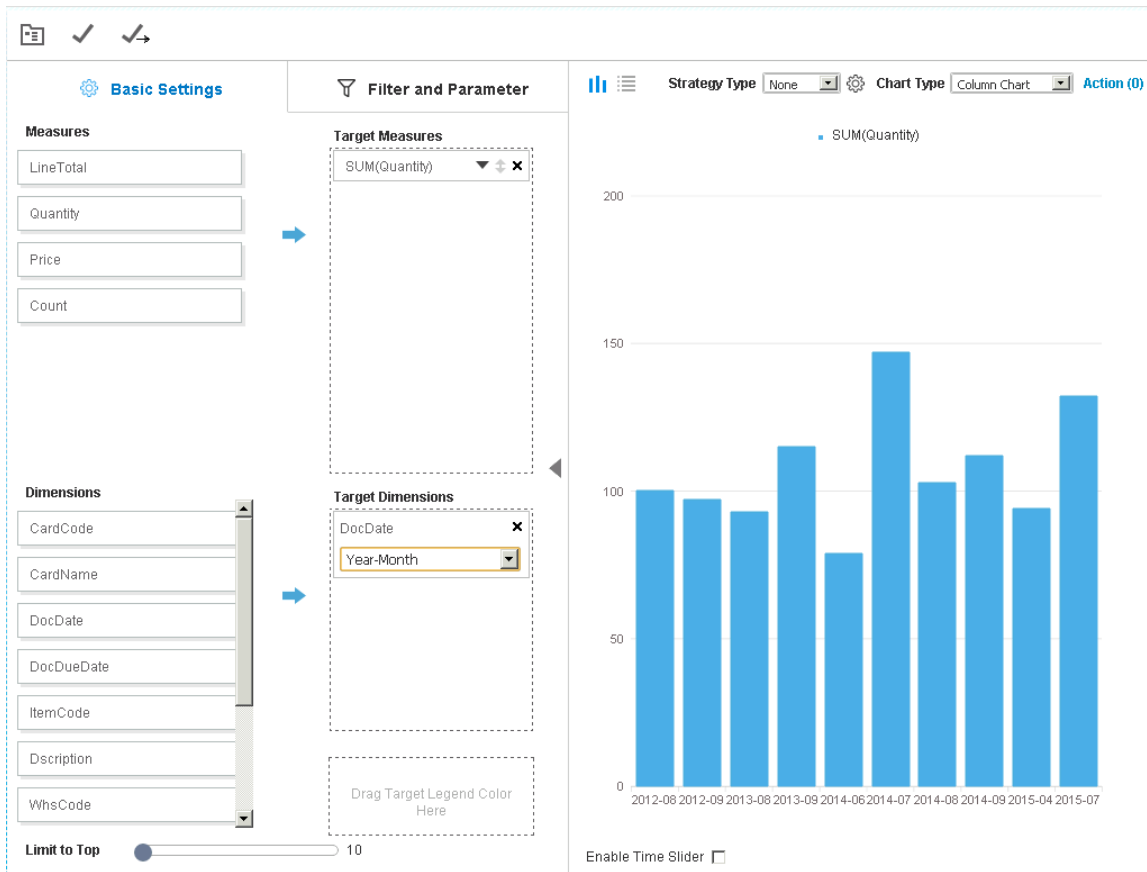 Basic Settings
Filter and Parameter
Strategy Type None Chart Type Column Chart Action (0)
Measures
LineTotal
Quantity
Price
Count
Target Measures
SUM(Quantity)
Dimensions
CardCode
CardName
DocDate
DocDueDate
ItemCode
Dscription
WhsCode
Target Dimensions
DocDate
Year-Month
Drag Target Legend Color
Here
Limit to Top 10
SUM(Quantity)
200
150
100
50
0
2012-08 2012-09 2013-08 2013-09 2014-06 2014-07 2014-08 2014-09 2015-04 2015-07
Enable Time Slider